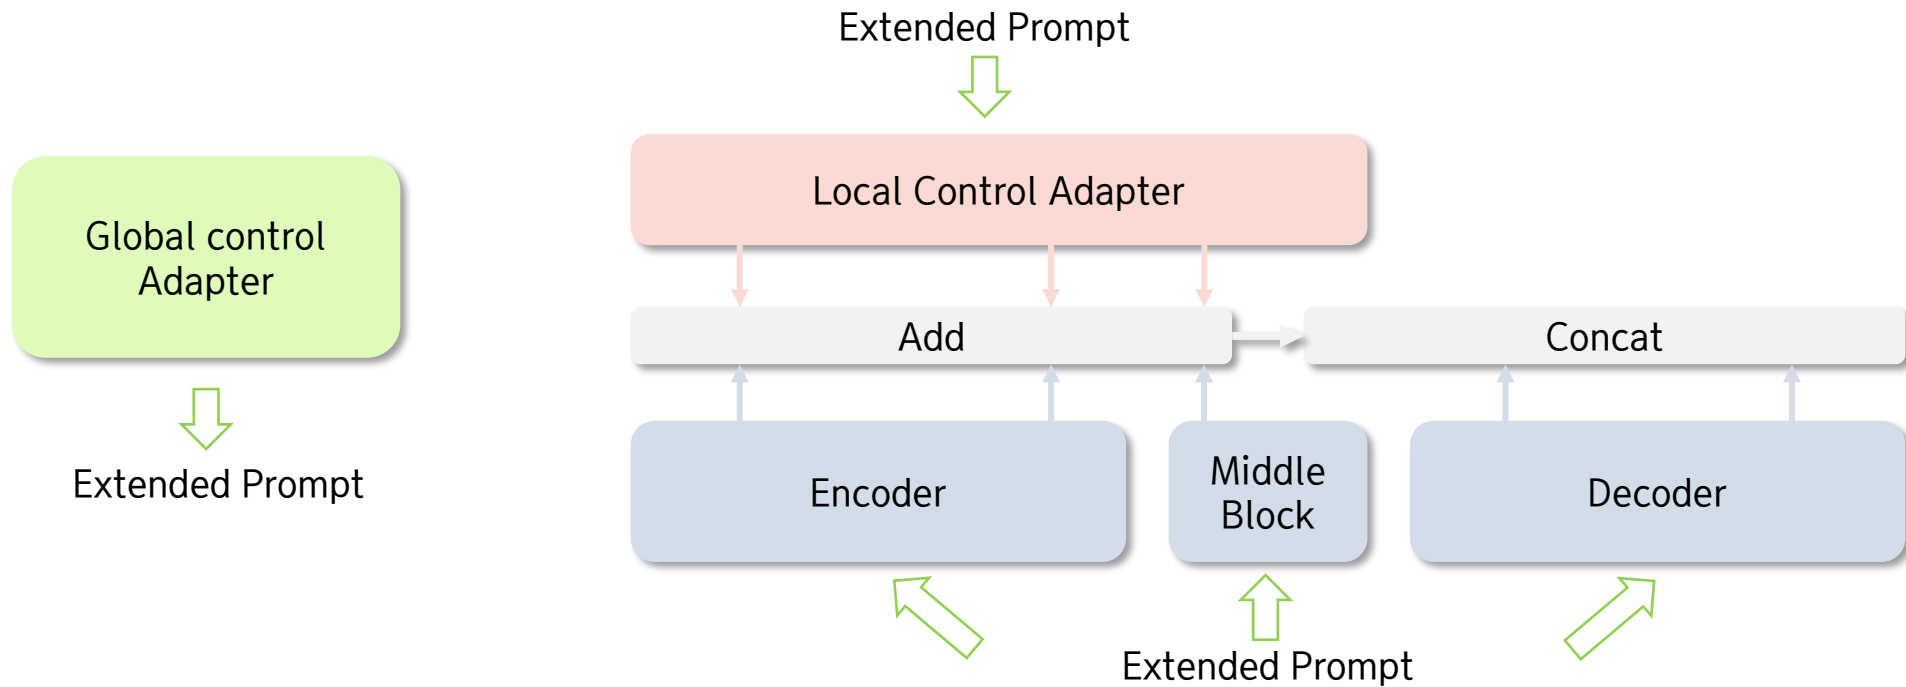 Extended Prompt
Global control
Adapter
Extended Prompt
Local Control Adapter
Add
Concat
Encoder
Middle
Block
Decoder
Extended Prompt